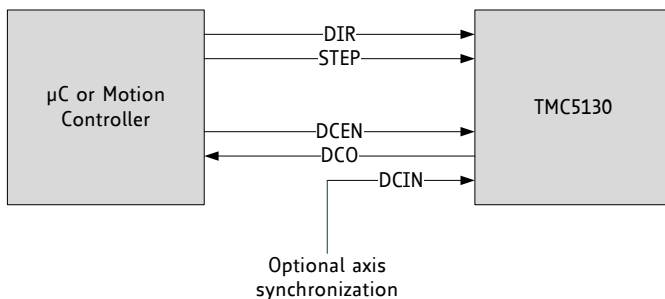 DIR
STEP
µC or Motion
Controller
TMC5130
DCEN
DCO
DCIN
Optional axis
synchronization